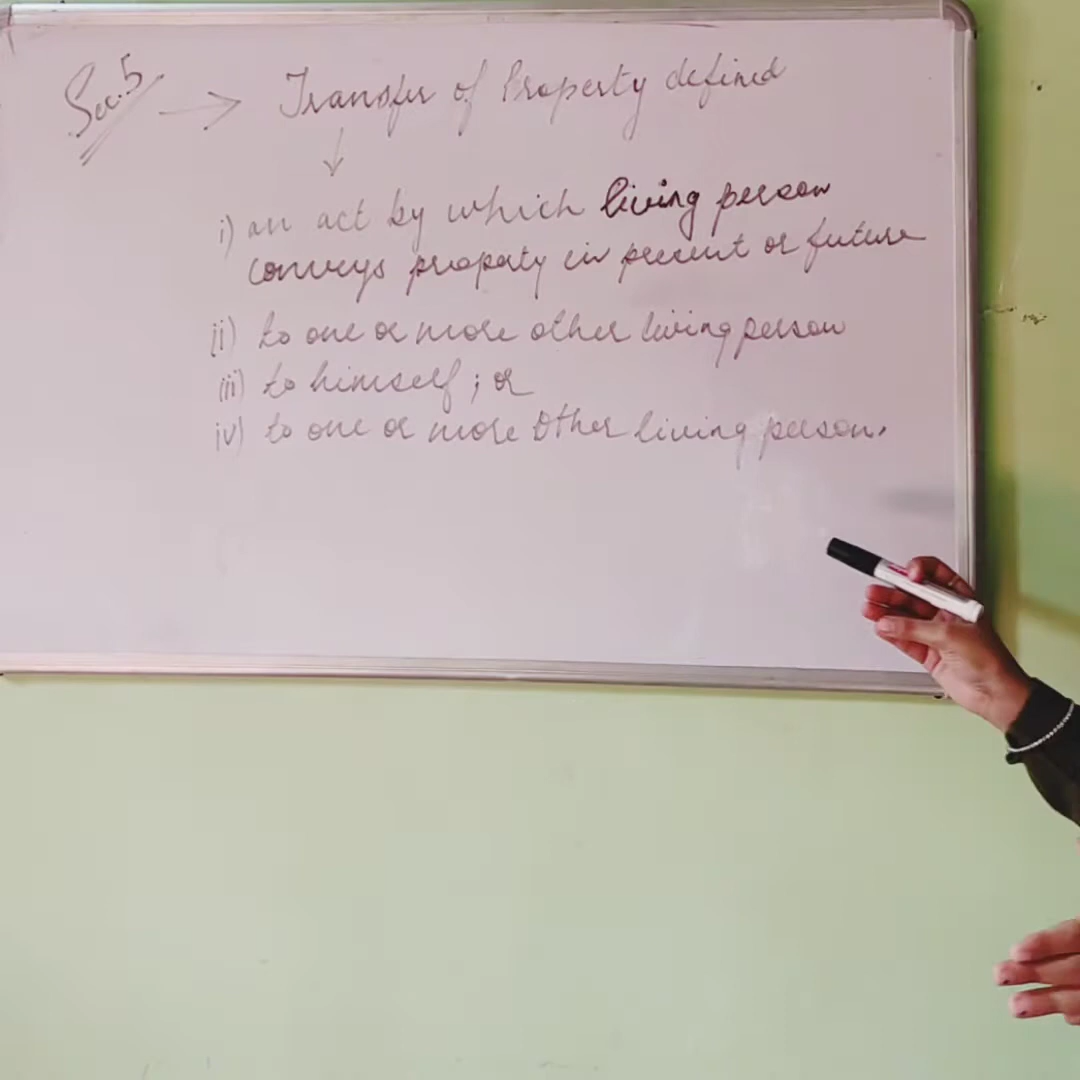 Sec. 5 → Transfer of Property defined
↓
i) an act by which living person
conveys property in present or future
(ii) to one or more other living person
(iii) to himself; or
iv) to one or more other living person.